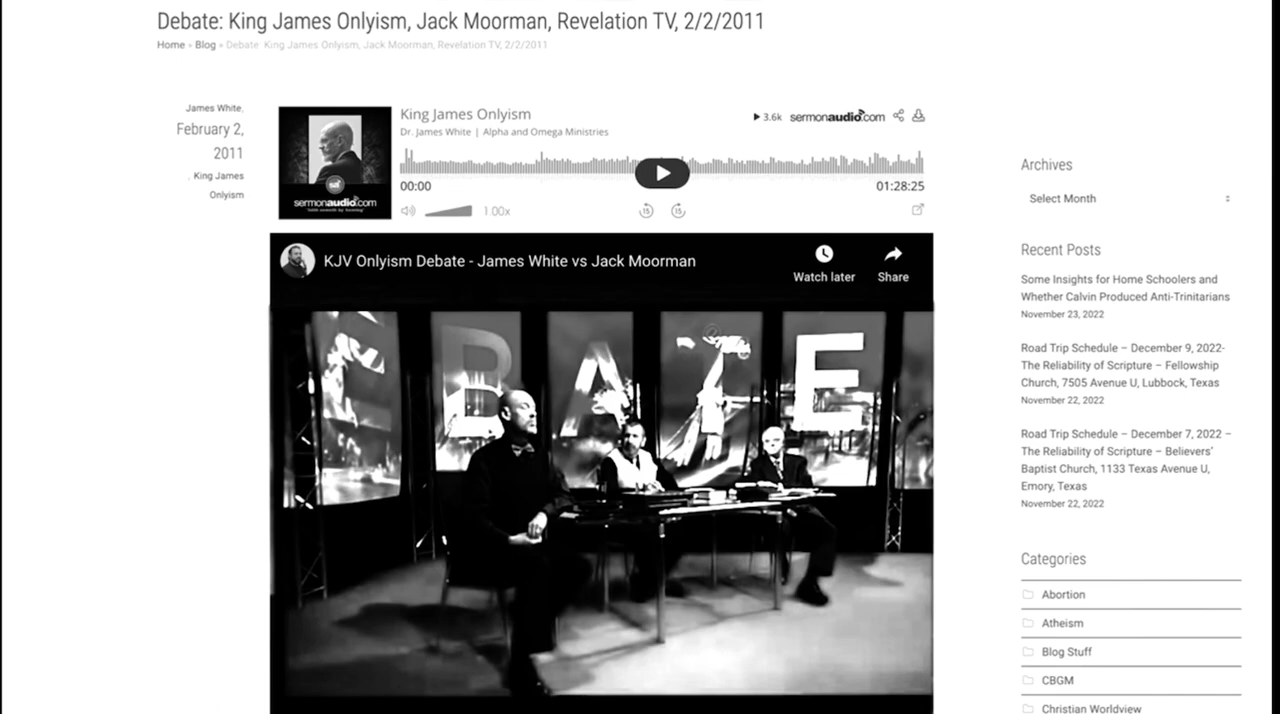 Debate: King James Onlyism, Jack Moorman, Revelation TV, 2/2/2011
Home » Blog » Debate: King James Onlyism, Jack Moorman, Revelation TV, 2/2/2011
James White,
February 2,
2011
, King James
Onlyism
King James Onlyism
Dr. James White | Alpha and Omega Ministries
3.6k sermonaudio.com
00:00
01:28:25
1.00x
15 15
sa
sermonaudio.com
KJV Onlyism Debate - James White vs Jack Moorman
Watch later
Share
E B A T E
Archives
Select Month
Recent Posts
Some Insights for Home Schoolers and
Whether Calvin Produced Anti-Trinitarians
November 23, 2022
Road Trip Schedule – December 9, 2022-
The Reliability of Scripture – Fellowship
Church, 7505 Avenue U, Lubbock, Texas
November 22, 2022
Road Trip Schedule – December 7, 2022 –
The Reliability of Scripture – Believers'
Baptist Church, 1133 Texas Avenue U,
Emory, Texas
November 22, 2022
Categories
Abortion
Atheism
Blog Stuff
CBGM
Christian Worldview